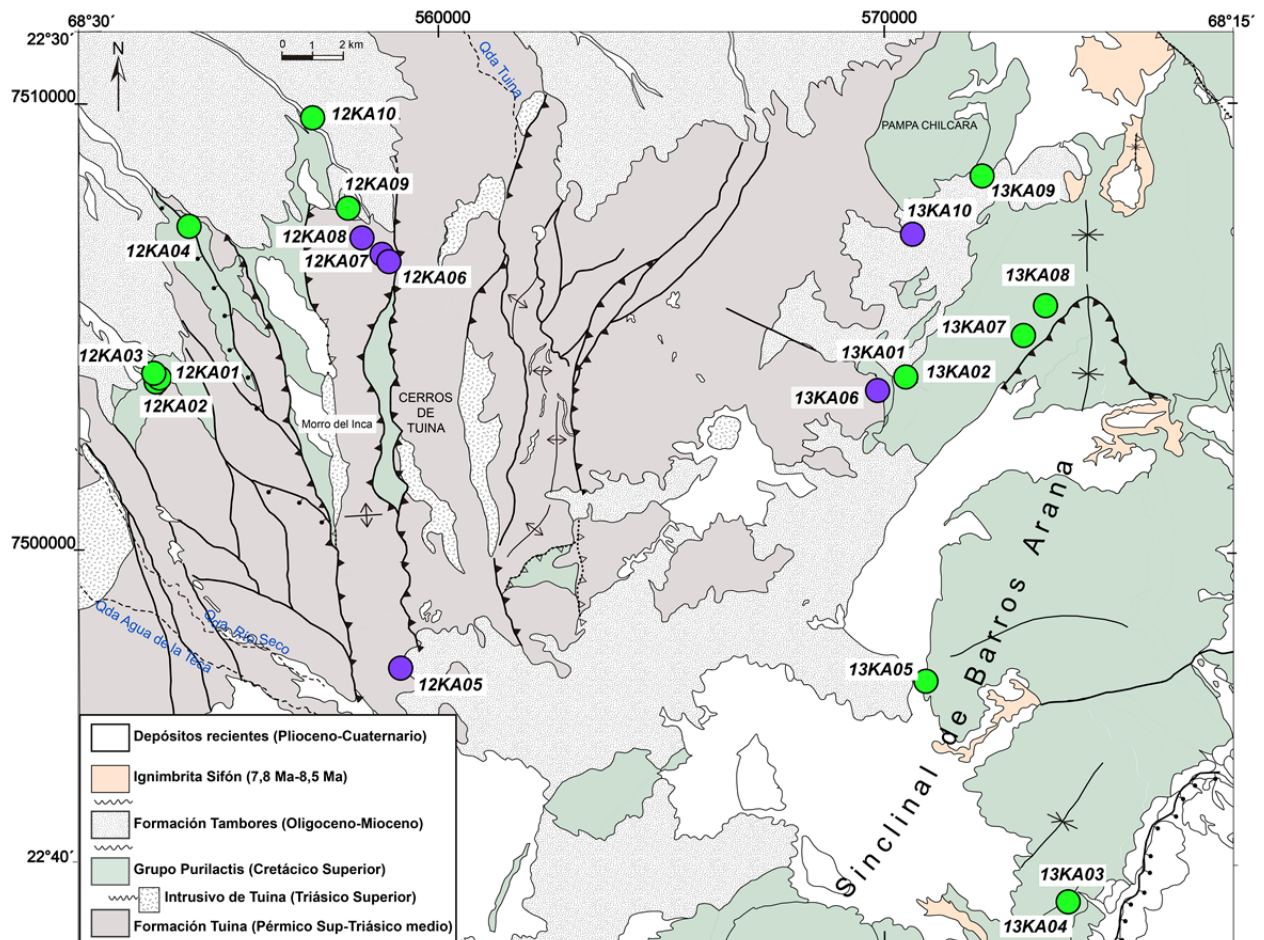 68°30'
560000
570000
68°15'
22°30'
N
0 1 2 km
Qda Tuina
7510000
12KA10
PAMPA CHILCARA
12KA09
13KA09
12KA08
13KA10
12KA04
12KA07
12KA06
13KA08
13KA07
12KA03
12KA01
13KA01
13KA02
12KA02
13KA06
CERROS
DE
TUINA
Morro del Inca
7500000
Qda Agua de la Teca
Qda Río Seco
Sinclinal de Barros Arana
13KA05
12KA05
Depósitos recientes (Plioceno-Cuaternario)
Ignimbrita Sifón (7,8 Ma-8,5 Ma)
Formación Tambores (Oligoceno-Mioceno)
22°40'
Grupo Purilactis (Cretácico Superior)
Intrusivo de Tuina (Triásico Superior)
Formación Tuina (Pérmico Sup-Triásico medio)
13KA03
13KA04